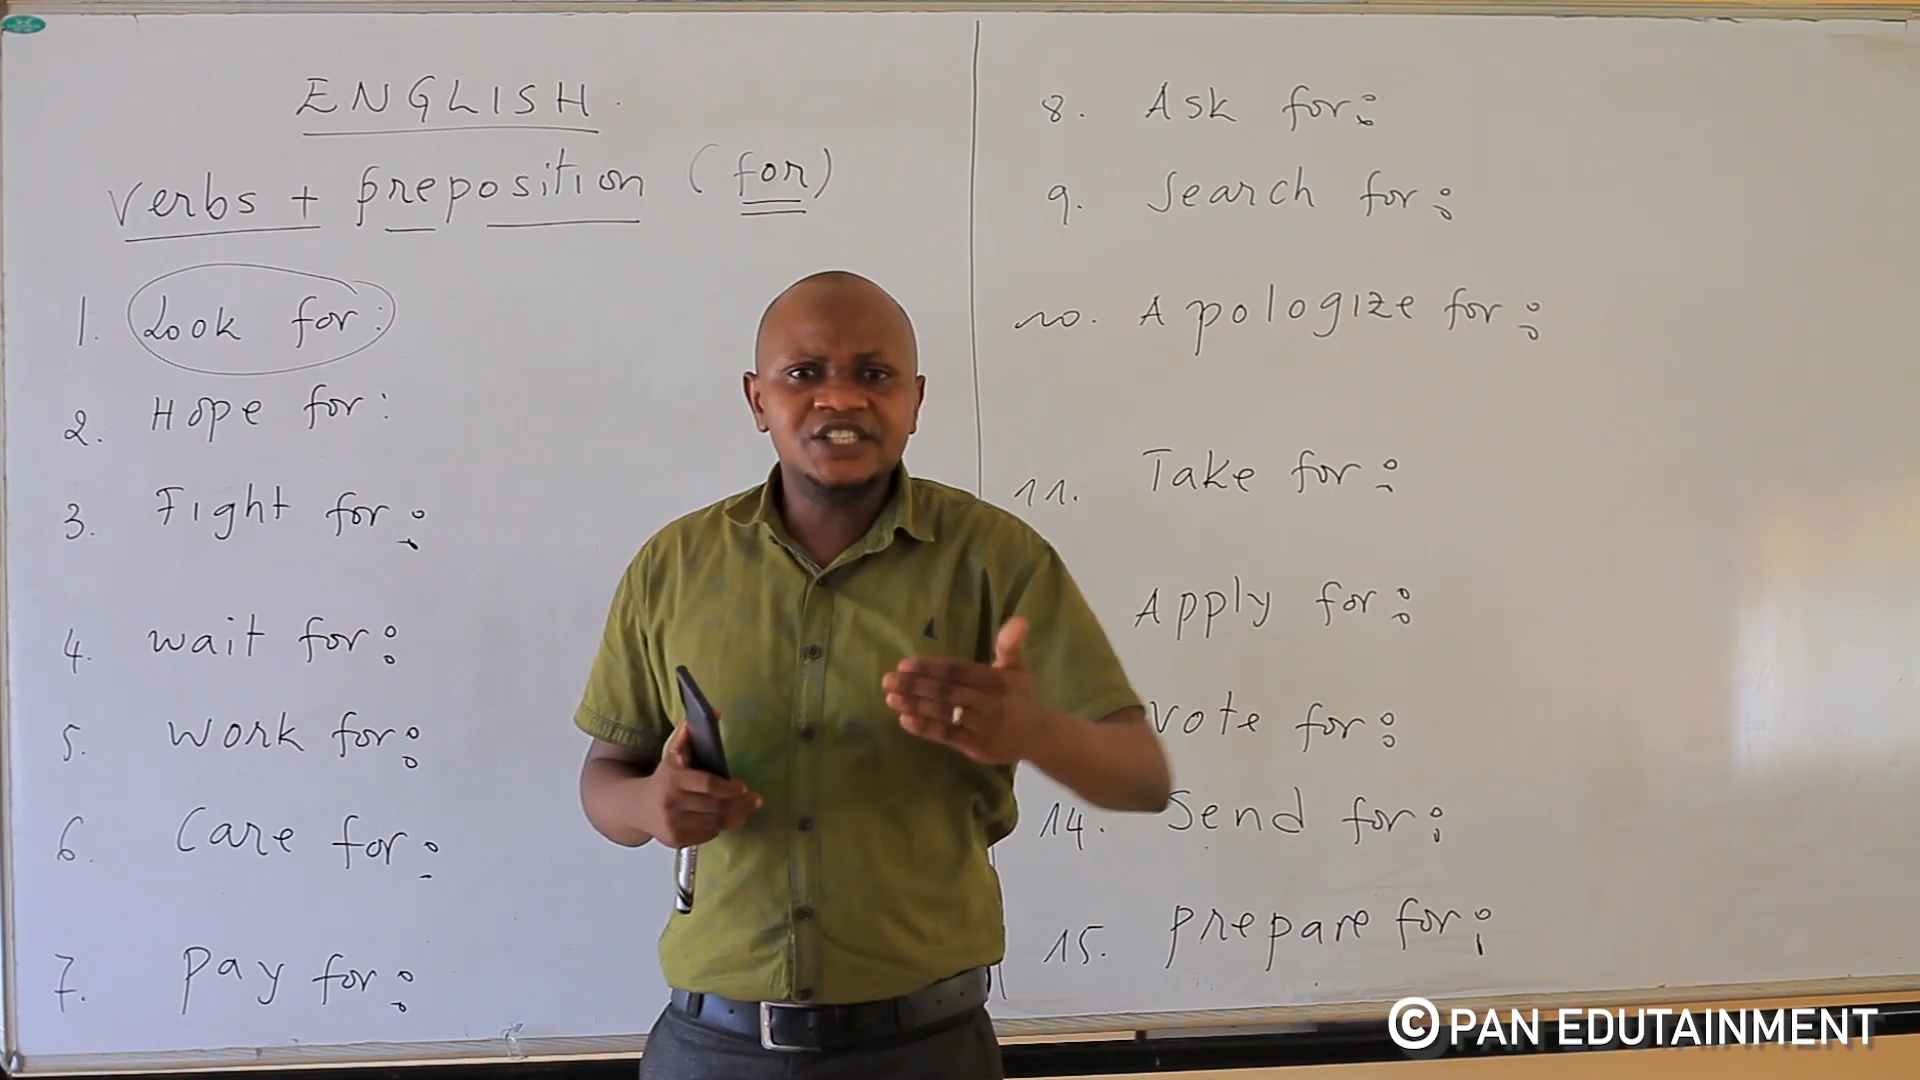 ENGLISH.
Verbs + preposition (for)
1. Look for:
2. Hope for:
3. Fight for:
4. wait for:
5. work for:
6. Care for:
7. Pay for:
8. Ask for:
9. Search for:
10. Apologize for:
11. Take for:
Apply for:
Vote for:
14. Send for:
15. prepare for:
© PAN EDUTAINMENT